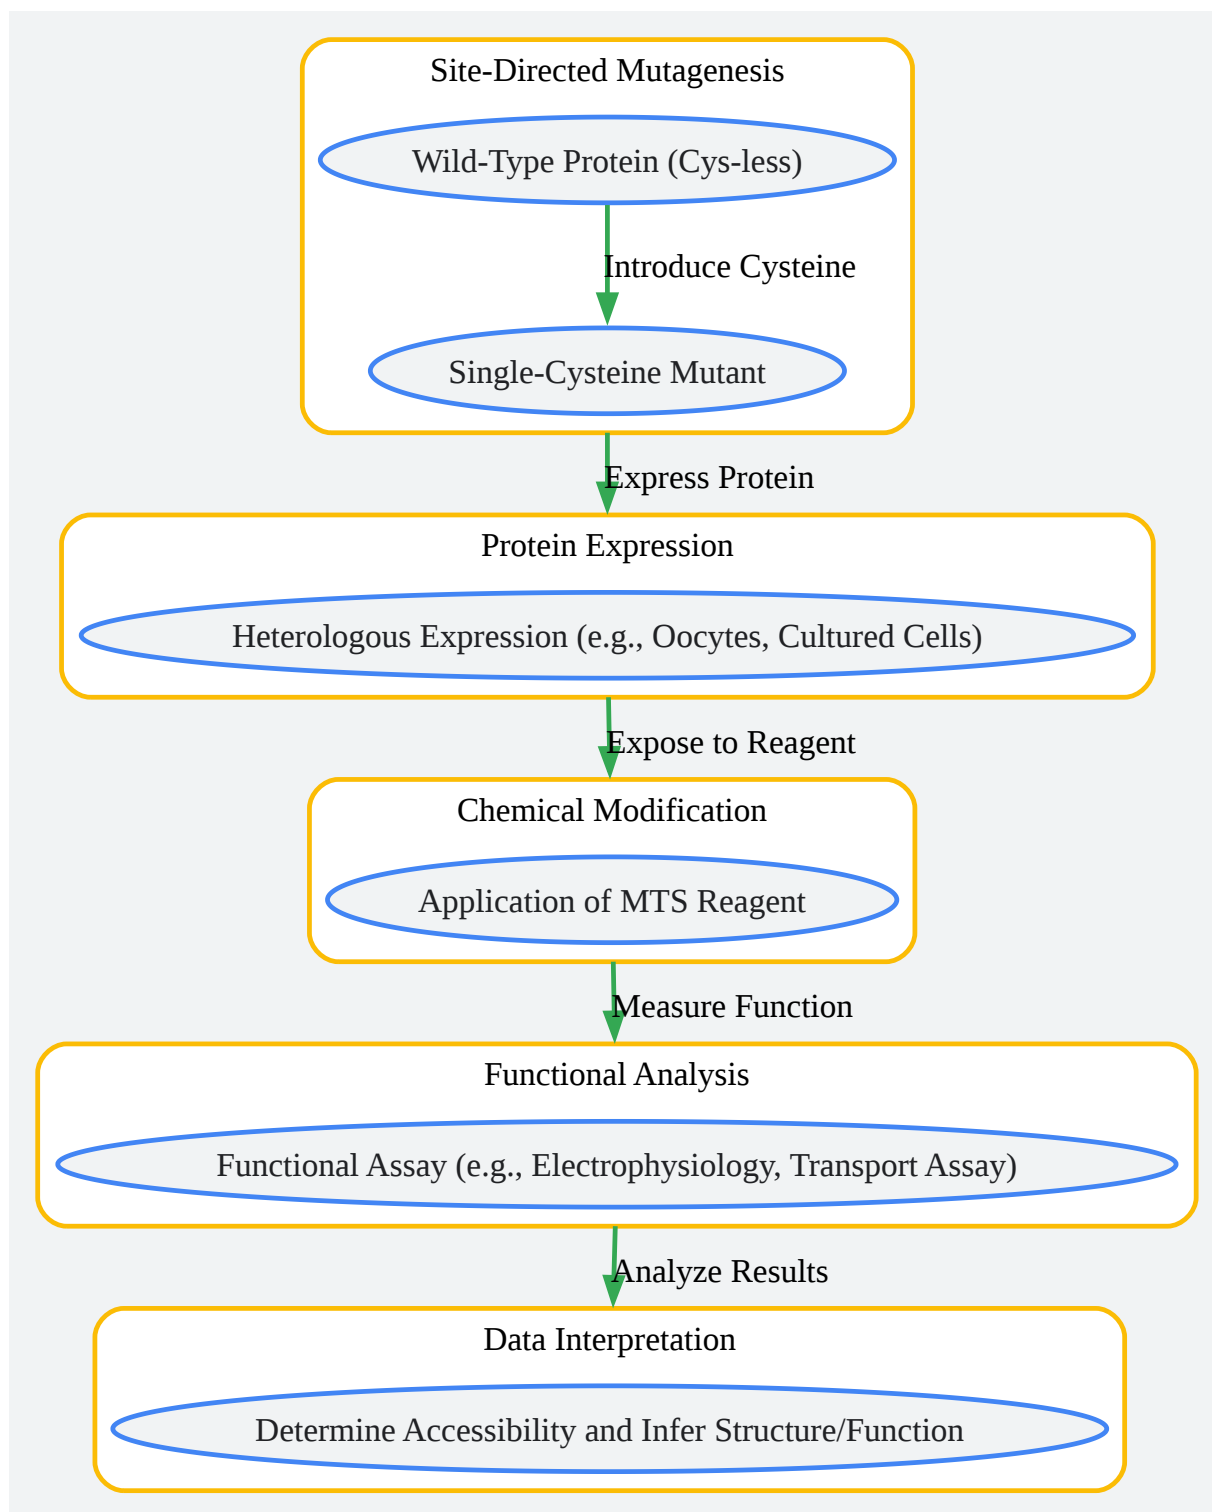 Site-Directed Mutagenesis
Wild-Type Protein (Cys-less)
Introduce Cysteine
Single-Cysteine Mutant
Express Protein
Protein Expression
Heterologous Expression (e.g., Oocytes, Cultured Cells)
Expose to Reagent
Chemical Modification
Application of MTS Reagent
Measure Function
Functional Analysis
Functional Assay (e.g., Electrophysiology, Transport Assay)
Analyze Results
Data Interpretation
Determine Accessibility and Infer Structure/Function